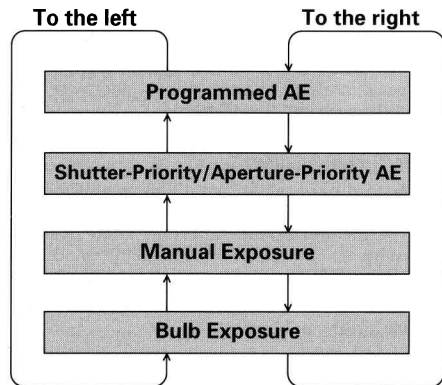 To the left
To the right
Programmed AE
Shutter-Priority/Aperture-Priority AE
Manual Exposure
Bulb Exposure